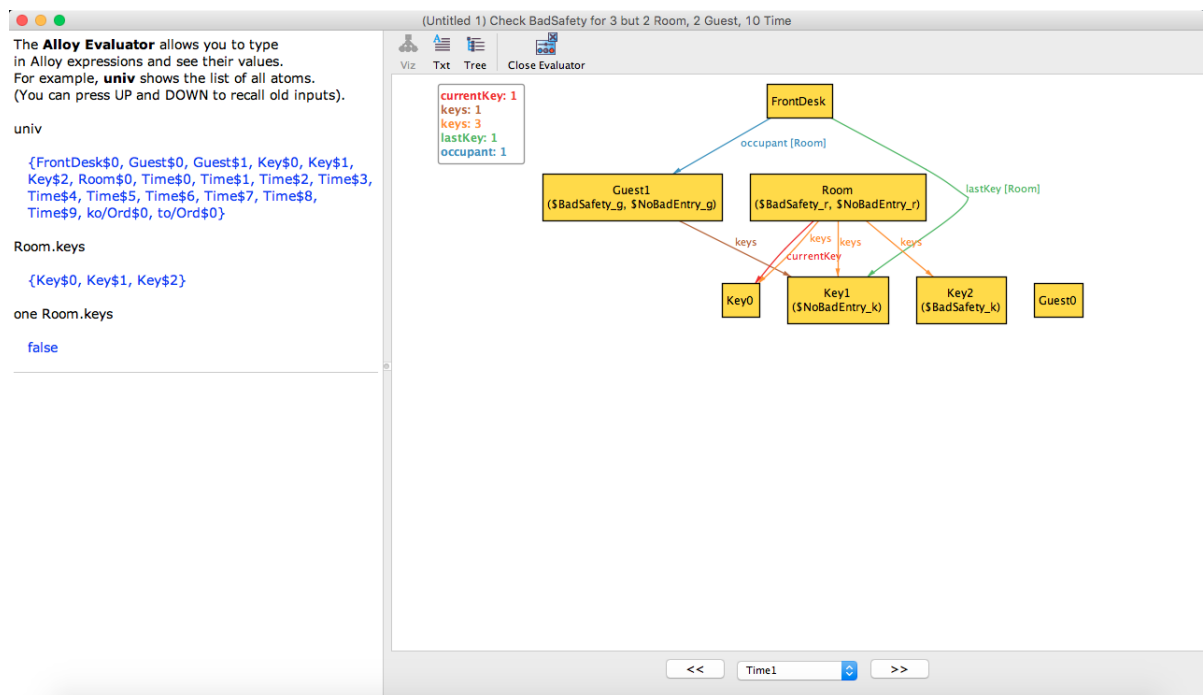 (Untitled 1) Check BadSafety for 3 but 2 Room, 2 Guest, 10 Time
The Alloy Evaluator allows you to type
in Alloy expressions and see their values.
For example, univ shows the list of all atoms.
(You can press UP and DOWN to recall old inputs).
univ
{FrontDesk$0, Guest$0, Guest$1, Key$0, Key$1,
Key$2, Room$0, Time$0, Time$1, Time$2, Time$3,
Time$4, Time$5, Time$6, Time$7, Time$8,
Time$9, ko/Ord$0, to/Ord$0}
Room.keys
{Key$0, Key$1, Key$2}
one Room.keys
false
Viz Txt Tree Close Evaluator
currentKey: 1
keys: 1
keys: 3
lastKey: 1
occupant: 1
FrontDesk
occupant [Room]
lastKey [Room]
Guest1
($BadSafety_g, $NoBadEntry_g)
Room
($BadSafety_r, $NoBadEntry_r)
keys
keys
keys
keys
currentKey
Key0
Key1
($NoBadEntry_k)
Key2
($BadSafety_k)
Guest0
<< Time1 >>